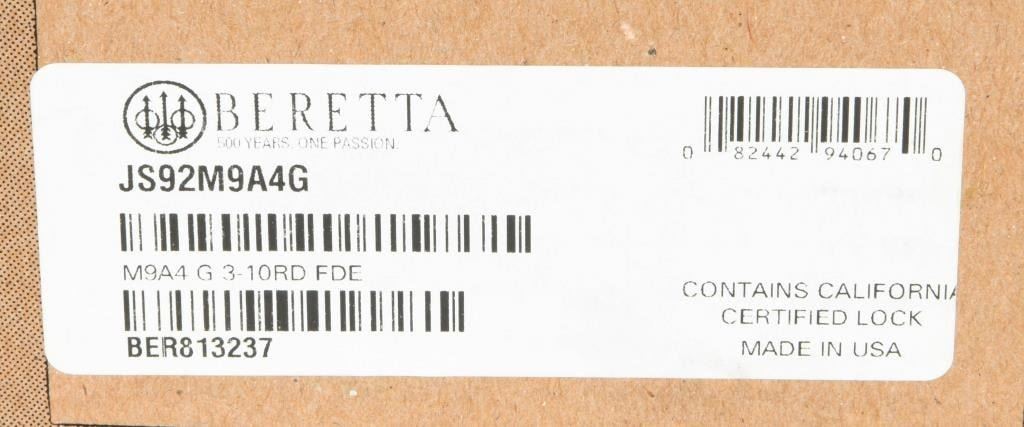 BERETTA
500 YEARS. ONE PASSION.
JS92M9A4G
0 82442 94067 0
M9A4 G 3-10RD FDE
BER813237
CONTAINS CALIFORNIA
CERTIFIED LOCK
MADE IN USA